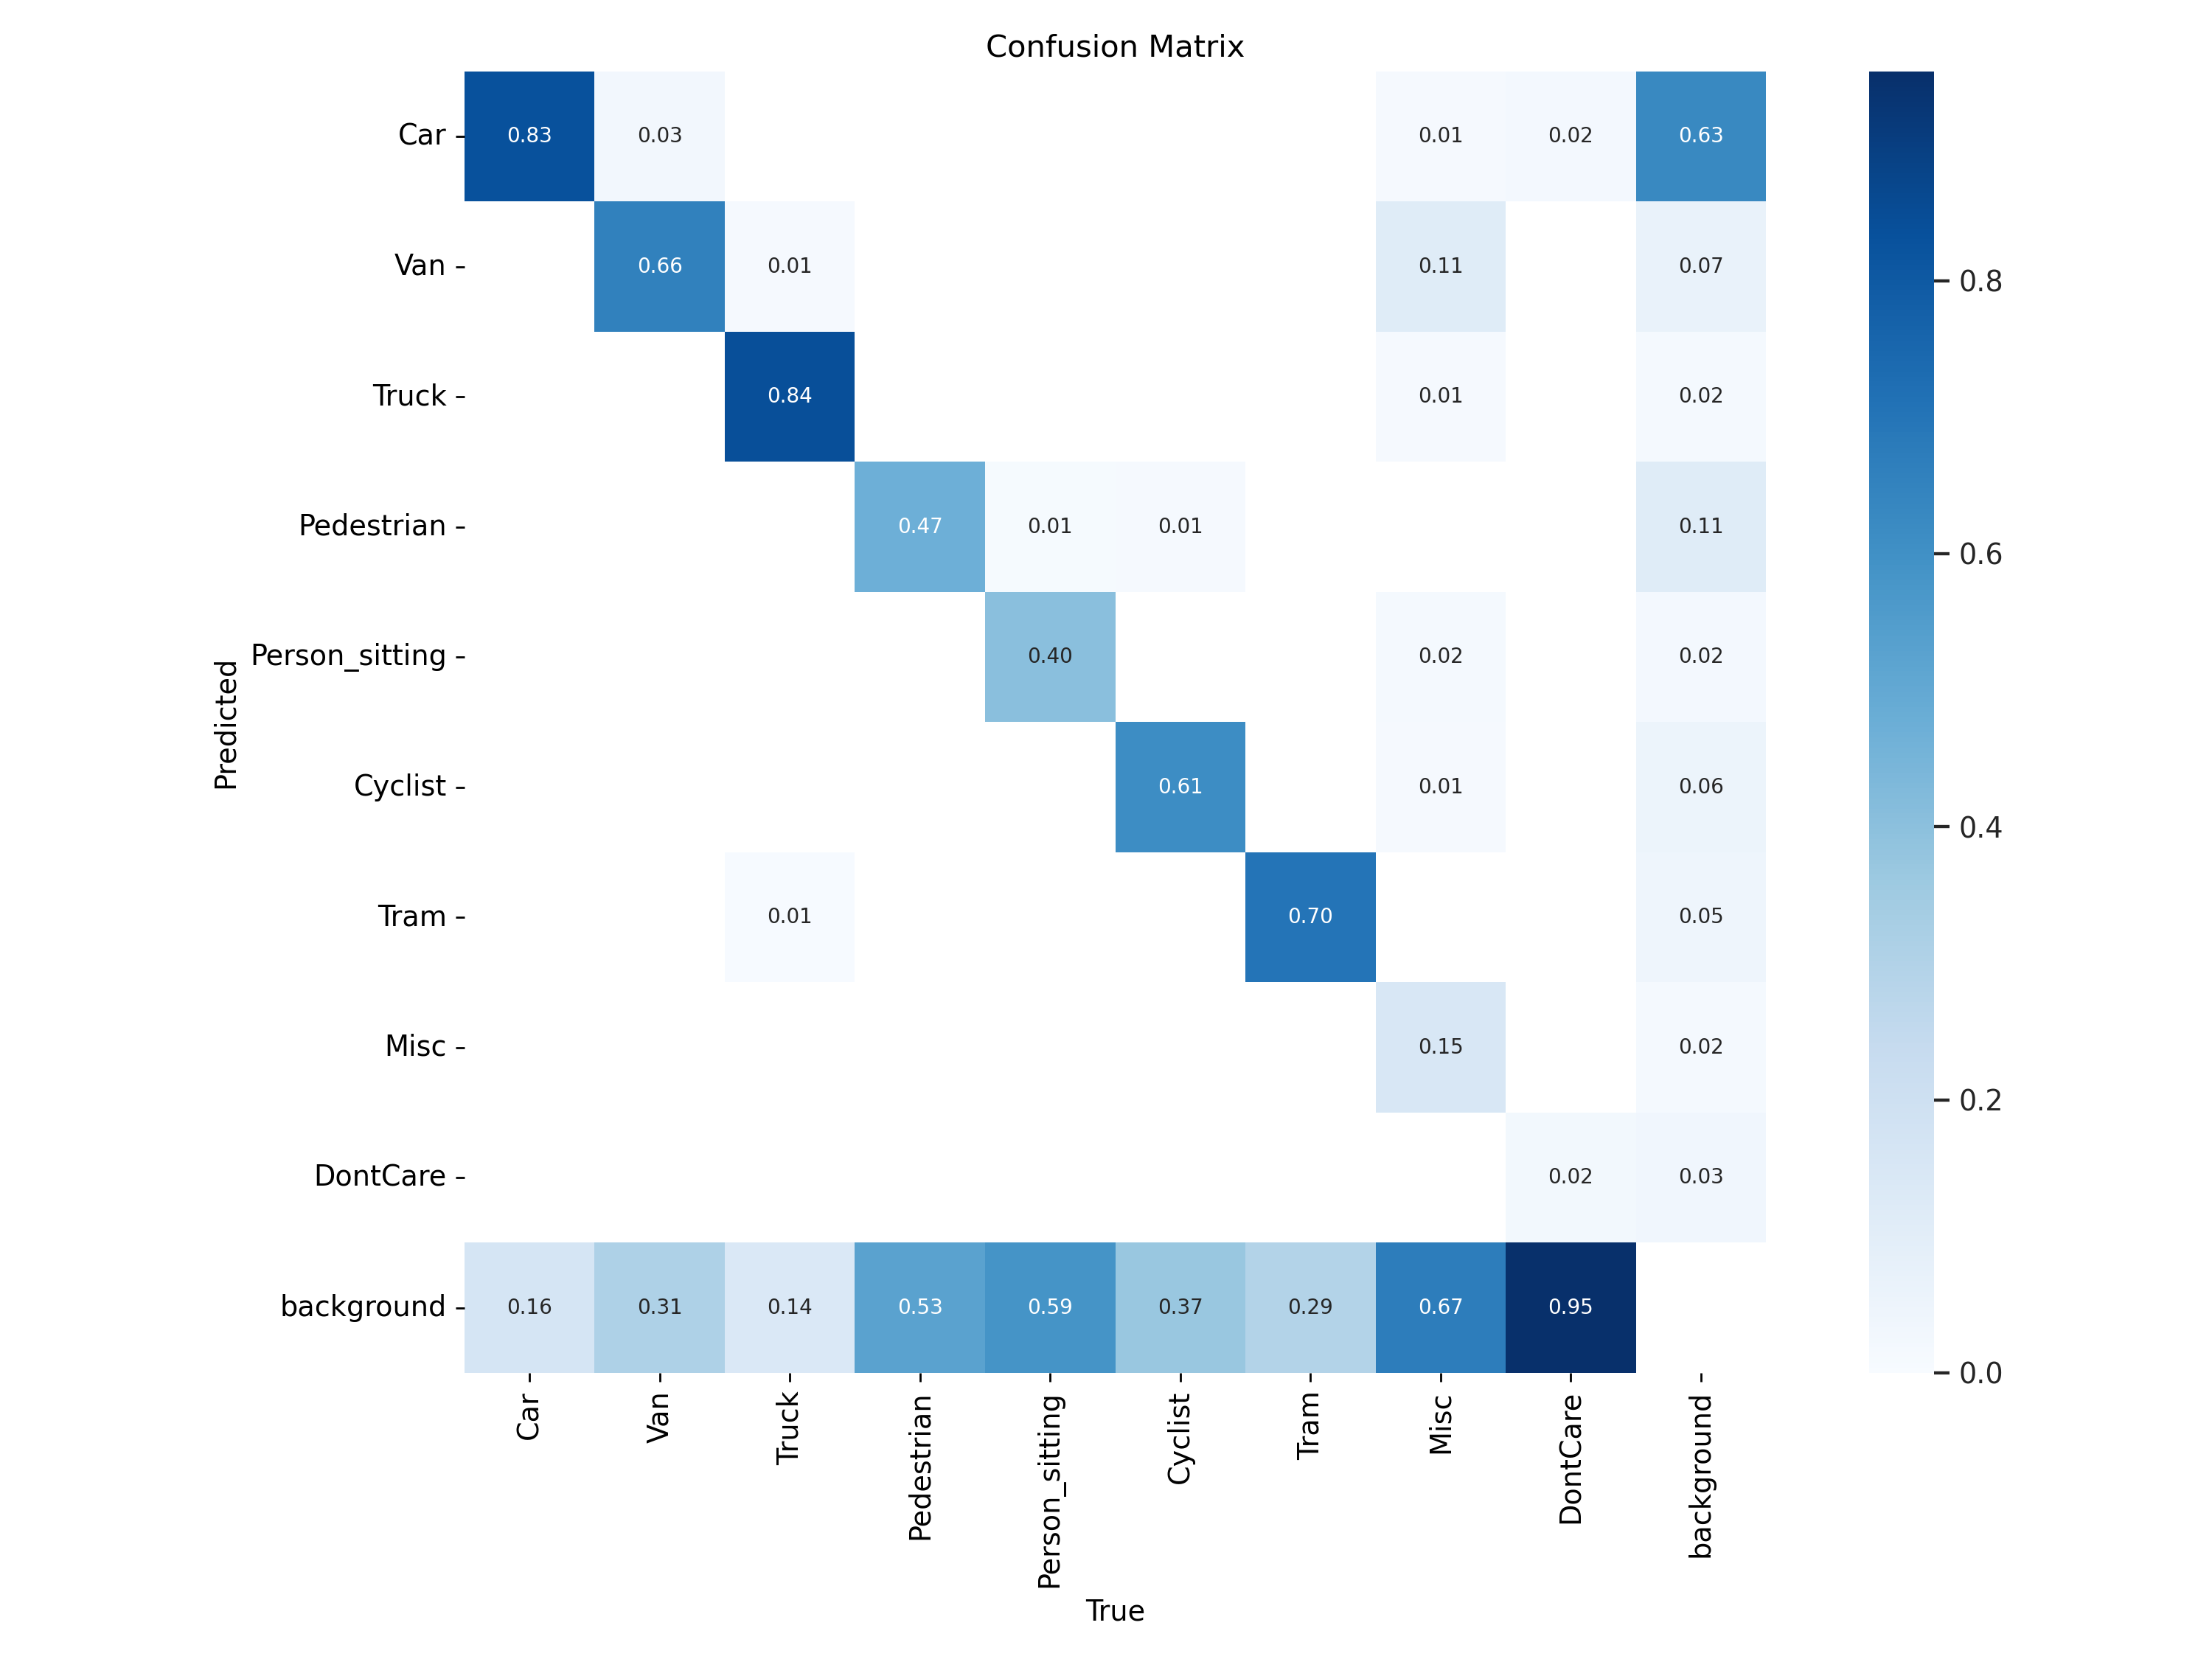 Confusion Matrix
Car 0.83 0.03 0.01 0.02 0.63
Van 0.66 0.01 0.11 0.07
Truck 0.84 0.01 0.02
Pedestrian 0.47 0.01 0.01 0.11
Person_sitting 0.40 0.02 0.02
Cyclist 0.61 0.01 0.06
Tram 0.01 0.70 0.05
Misc 0.15 0.02
DontCare 0.02 0.03
background 0.16 0.31 0.14 0.53 0.59 0.37 0.29 0.67 0.95
Predicted
Car Van Truck Pedestrian Person_sitting Cyclist Tram Misc DontCare background
True
0.8
0.6
0.4
0.2
0.0